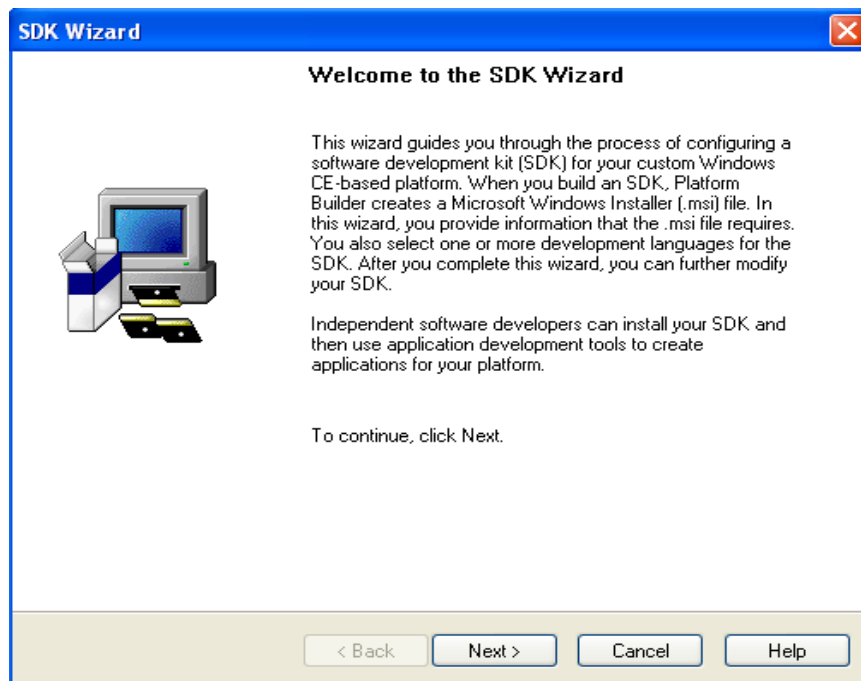 SDK Wizard
Welcome to the SDK Wizard
This wizard guides you through the process of configuring a
software development kit (SDK) for your custom Windows
CE-based platform. When you build an SDK, Platform
Builder creates a Microsoft Windows Installer (.msi) file. In
this wizard, you provide information that the .msi file requires.
You also select one or more development languages for the
SDK. After you complete this wizard, you can further modify
your SDK.
Independent software developers can install your SDK and
then use application development tools to create
applications for your platform.
To continue, click Next.
< Back Next > Cancel Help